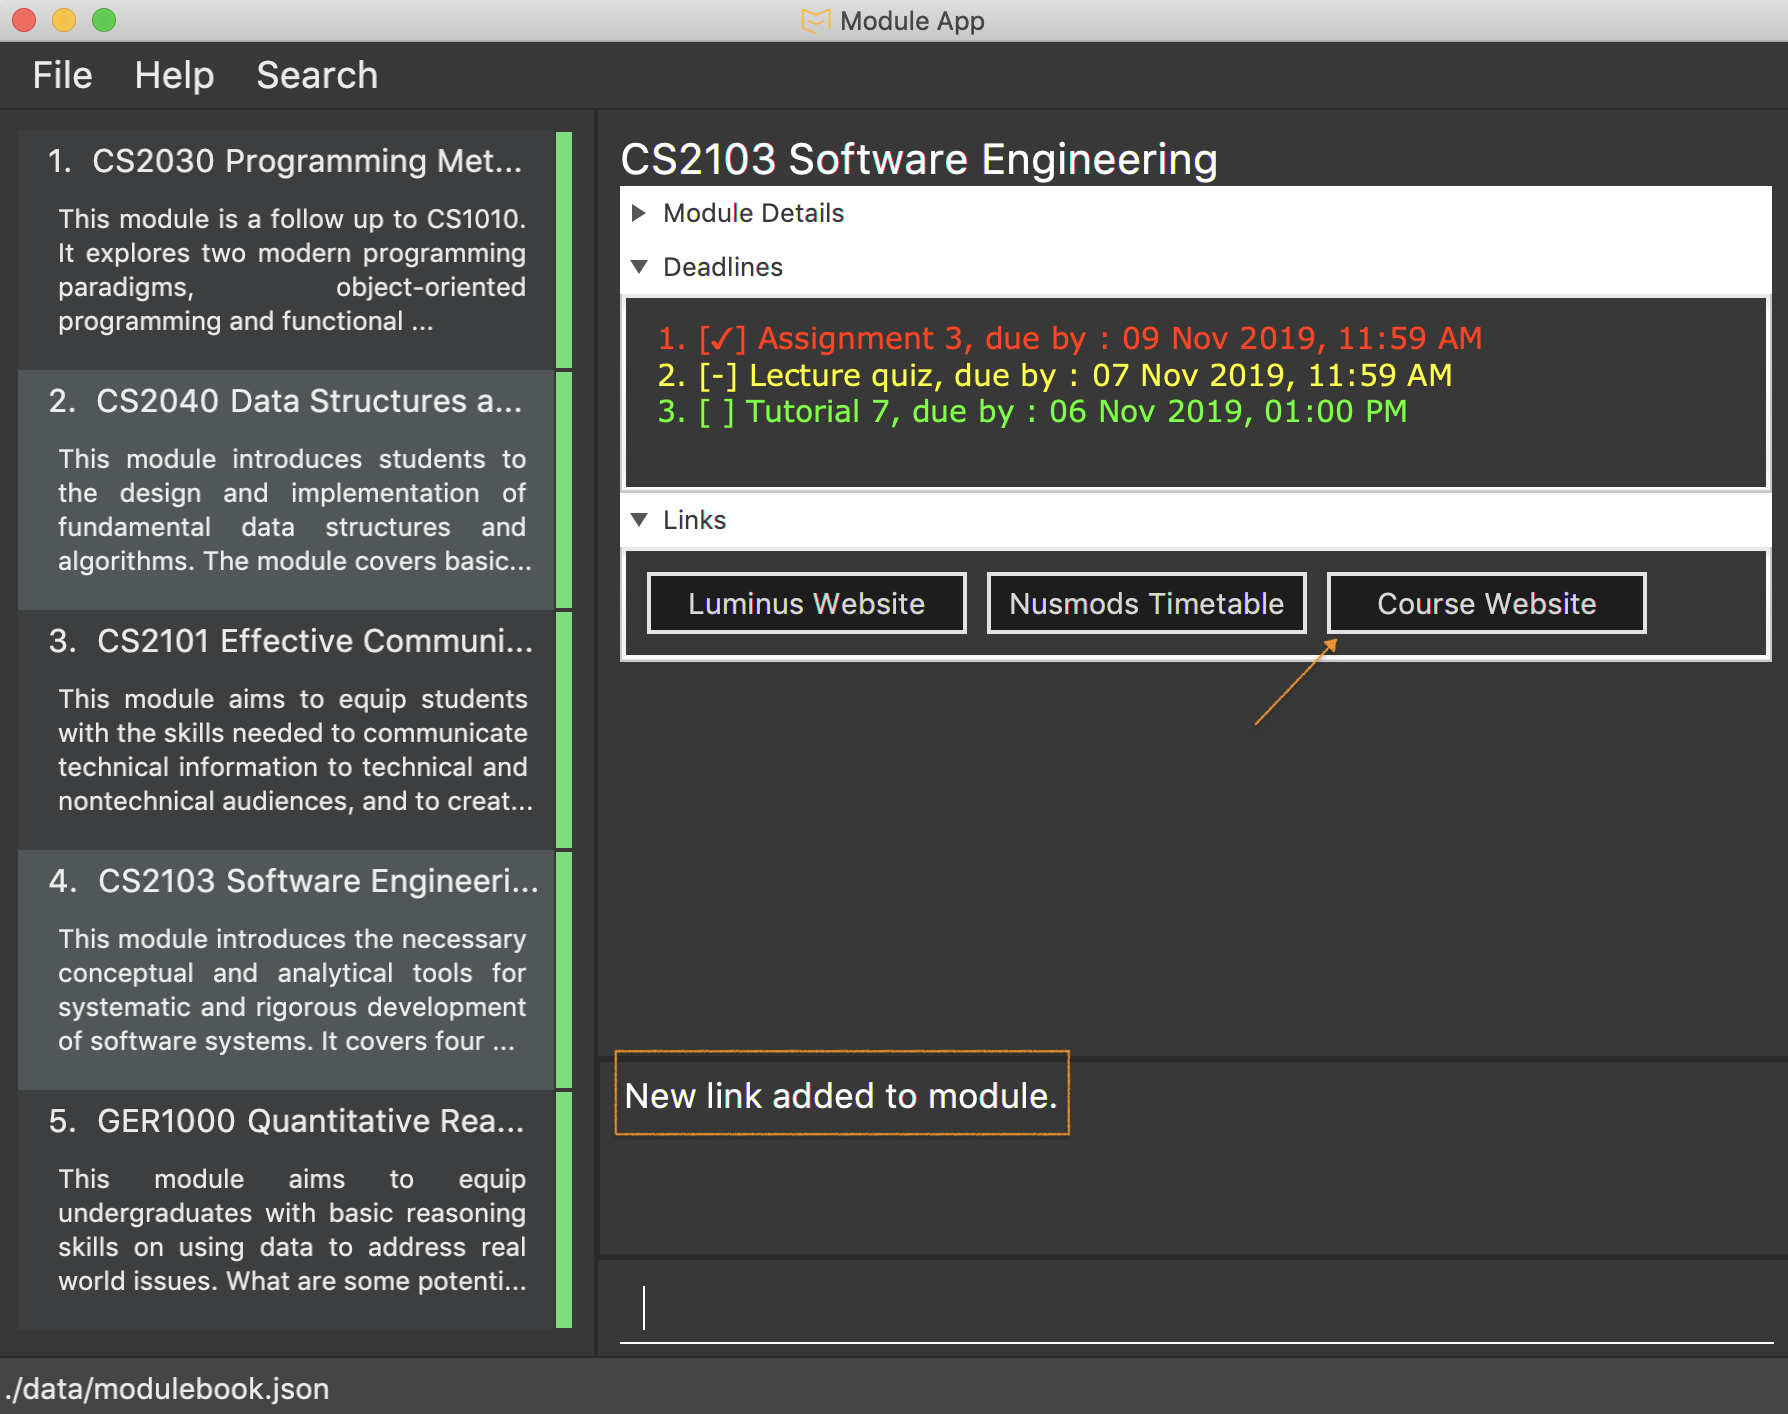 Module App
File Help Search
1. CS2030 Programming Met...
This module is a follow up to CS1010.
It explores two modern programming
paradigms, object-oriented
programming and functional ...
2. CS2040 Data Structures a...
This module introduces students to
the design and implementation of
fundamental data structures and
algorithms. The module covers basic...
3. CS2101 Effective Communi...
This module aims to equip students
with the skills needed to communicate
technical information to technical and
nontechnical audiences, and to creat...
4. CS2103 Software Engineeri...
This module introduces the necessary
conceptual and analytical tools for
systematic and rigorous development
of software systems. It covers four ...
5. GER1000 Quantitative Rea...
This module aims to equip
undergraduates with basic reasoning
skills on using data to address real
world issues. What are some potenti...
CS2103 Software Engineering
Module Details
Deadlines
1. [✓] Assignment 3, due by : 09 Nov 2019, 11:59 AM
2. [-] Lecture quiz, due by : 07 Nov 2019, 11:59 AM
3. [ ] Tutorial 7, due by : 06 Nov 2019, 01:00 PM
Links
Luminus Website
Nusmods Timetable
Course Website
New link added to module.
./data/modulebook.json